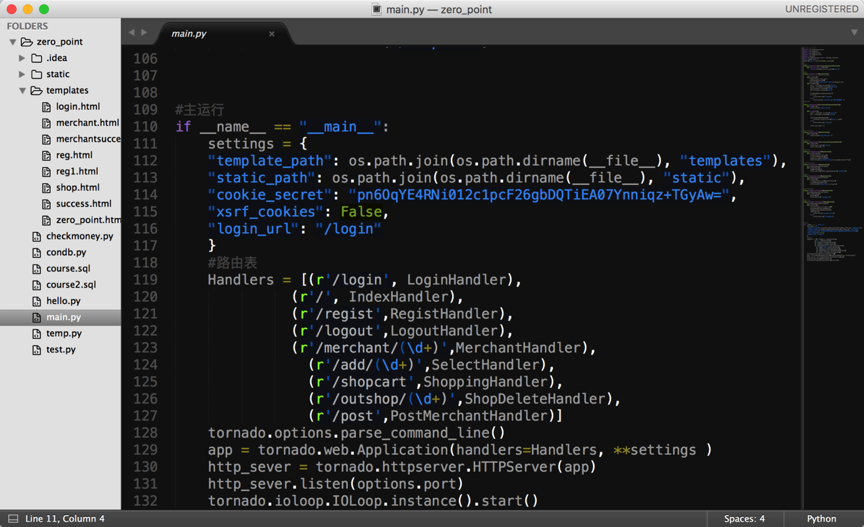 main.py — zero_point
UNREGISTERED
FOLDERS
zero_point
.idea
static
templates
login.html
merchant.html
merchantsucce
reg.html
reg1.html
shop.html
success.html
zero_point.htm
checkmoney.py
condb.py
course.sql
course2.sql
hello.py
main.py
temp.py
test.py
main.py ×
106
107
108
109 #主运行
110 if __name__ == "__main__":
111 settings = {
112 "template_path": os.path.join(os.path.dirname(__file__), "templates"),
113 "static_path": os.path.join(os.path.dirname(__file__), "static"),
114 "cookie_secret": "pn6OqYE4RNi012c1pcF26gbDQTiEA07Ynniqz+TGyAw=",
115 "xsrf_cookies": False,
116 "login_url": "/login"
117 }
118 #路由表
119 Handlers = [(r'/login', LoginHandler),
120 (r'/', IndexHandler),
121 (r'/regist',RegistHandler),
122 (r'/logout',LogoutHandler),
123 (r'/merchant/(\d+)',MerchantHandler),
124 (r'/add/(\d+)',SelectHandler),
125 (r'/shopcart',ShoppingHandler),
126 (r'/outshop/(\d+)',ShopDeleteHandler),
127 (r'/post',PostMerchantHandler)]
128 tornado.options.parse_command_line()
129 app = tornado.web.Application(handlers=Handlers, **settings )
130 http_sever = tornado.httpserver.HTTPServer(app)
131 http_sever.listen(options.port)
132 tornado.ioloop.IOLoop.instance().start()
Line 11, Column 4
Spaces: 4
Python